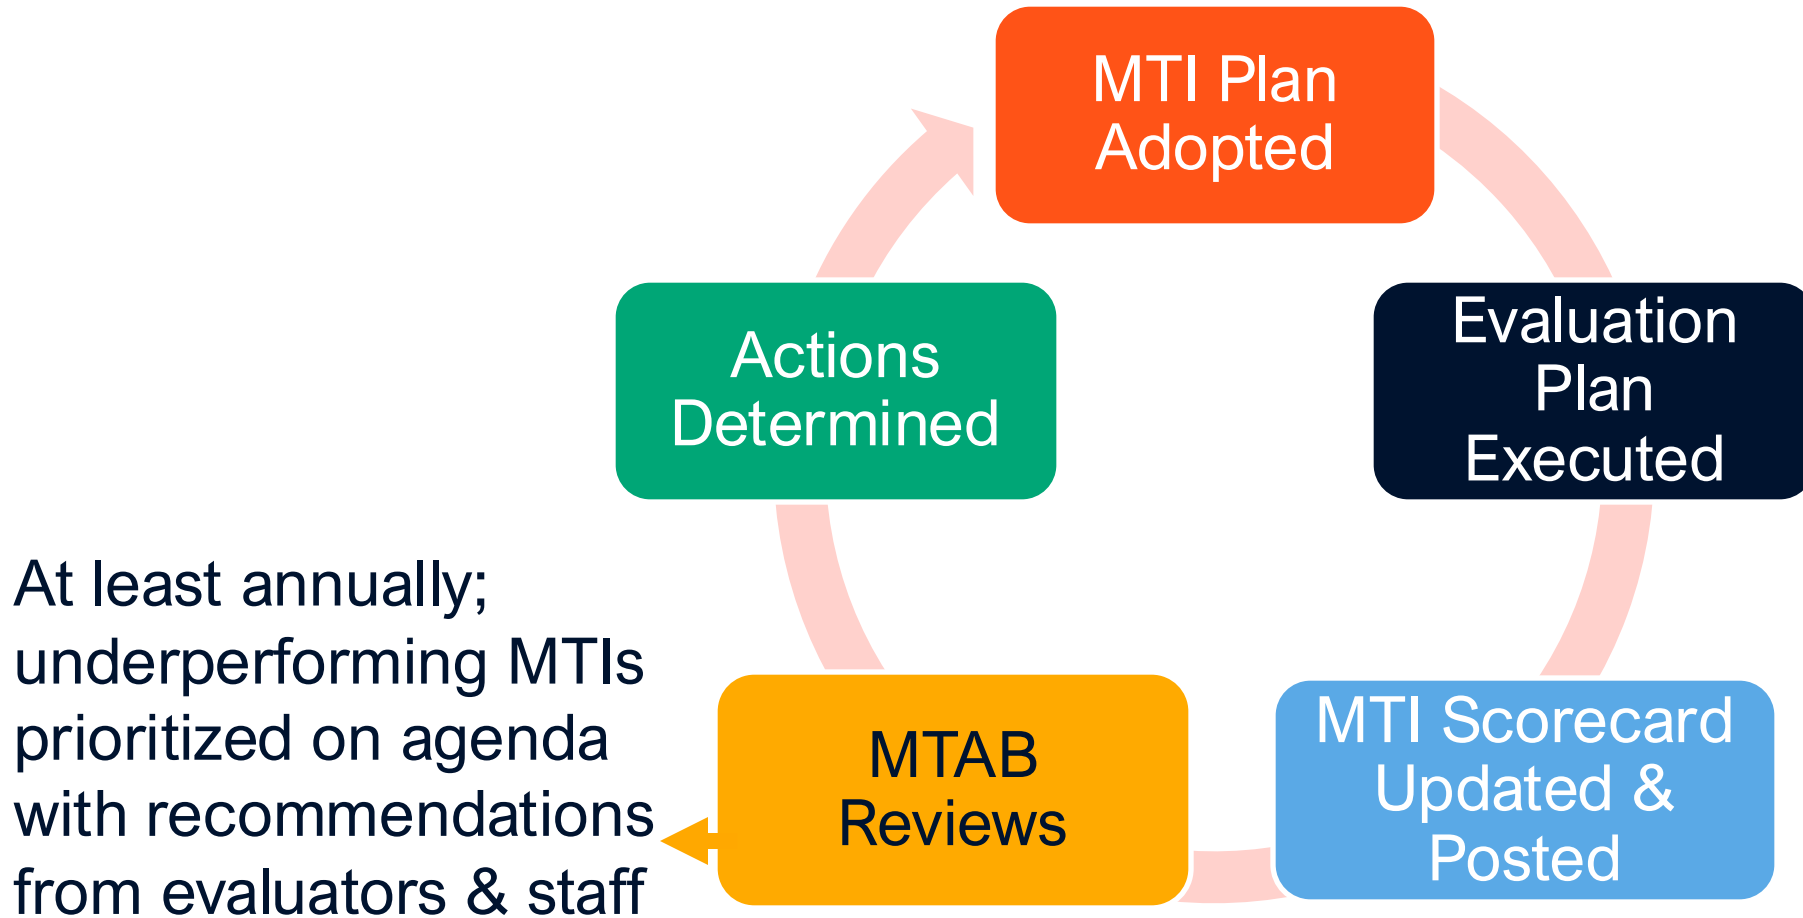 MTI Plan
Adopted
Evaluation
Plan
Executed
MTI Scorecard
Updated &
Posted
MTAB
Reviews
Actions
Determined
At least annually;
underperforming MTIs
prioritized on agenda
with recommendations
from evaluators & staff